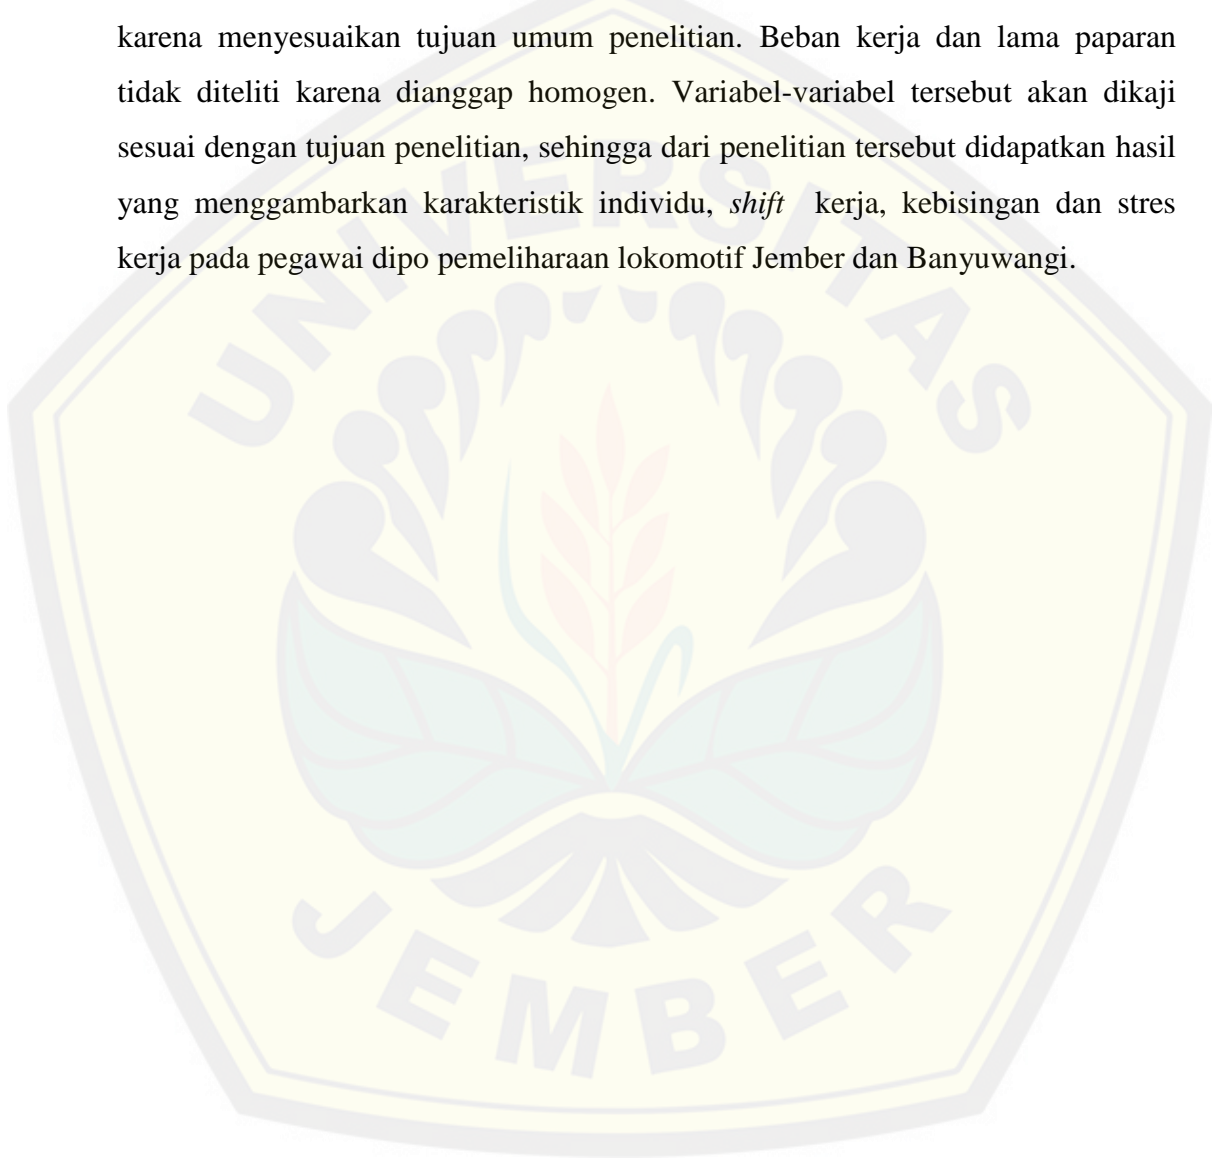 karena menyesuaikan tujuan umum penelitian. Beban kerja dan lama paparan
tidak diteliti karena dianggap homogen. Variabel-variabel tersebut akan dikaji
sesuai dengan tujuan penelitian, sehingga dari penelitian tersebut didapatkan hasil
yang menggambarkan karakteristik individu, shift kerja, kebisingan dan stres
kerja pada pegawai dipo pemeliharaan lokomotif Jember dan Banyuwangi.
UNIVERSITAS
JEMBER